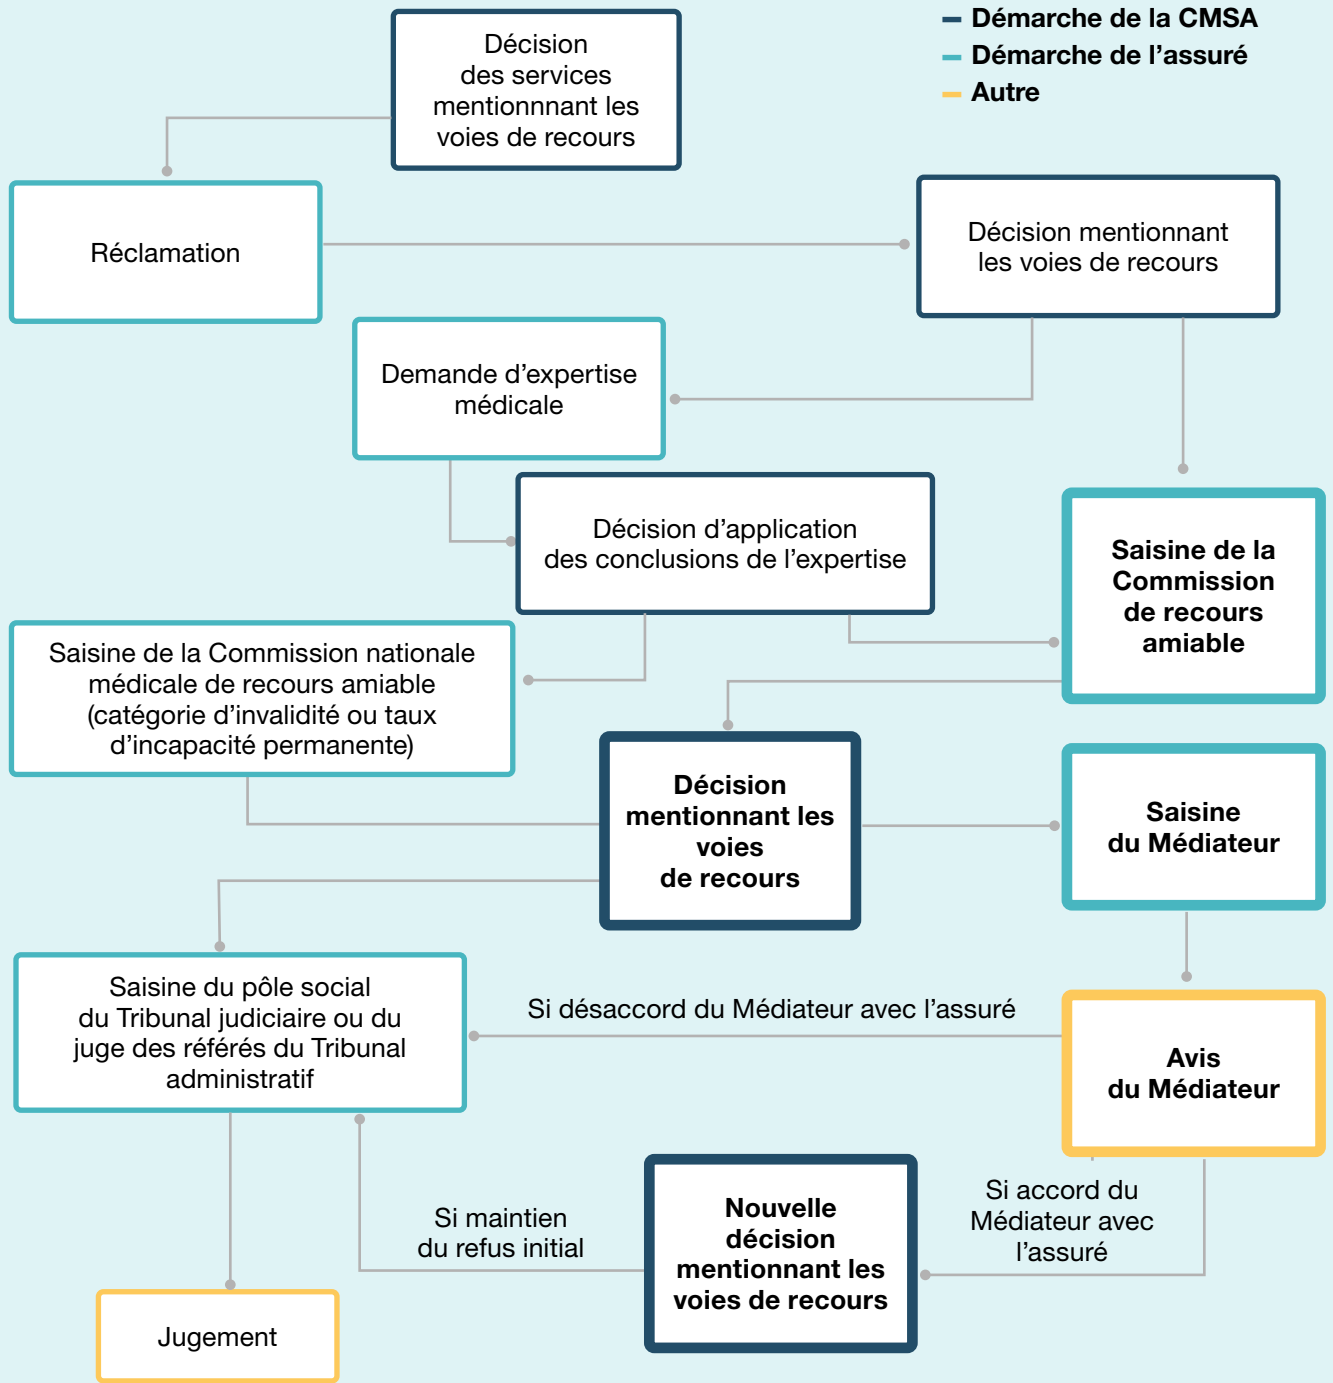 Démarche de la CMSA
Démarche de l'assuré
Autre
Décision
des services
mentionnnant les
voies de recours
Réclamation
Décision mentionnant
les voies de recours
Demande d'expertise
médicale
Décision d'application
des conclusions de l'expertise
Saisine de la
Commission
de recours
amiable
Saisine de la Commission nationale
médicale de recours amiable
(catégorie d'invalidité ou taux
d'incapacité permanente)
Décision
mentionnant les
voies
de recours
Saisine
du Médiateur
Saisine du pôle social
du Tribunal judiciaire ou du
juge des référés du Tribunal
administratif
Si désaccord du Médiateur avec l'assuré
Avis
du Médiateur
Si accord du
Médiateur avec
l'assuré
Nouvelle
décision
mentionnant les
voies de recours
Si maintien
du refus initial
Jugement